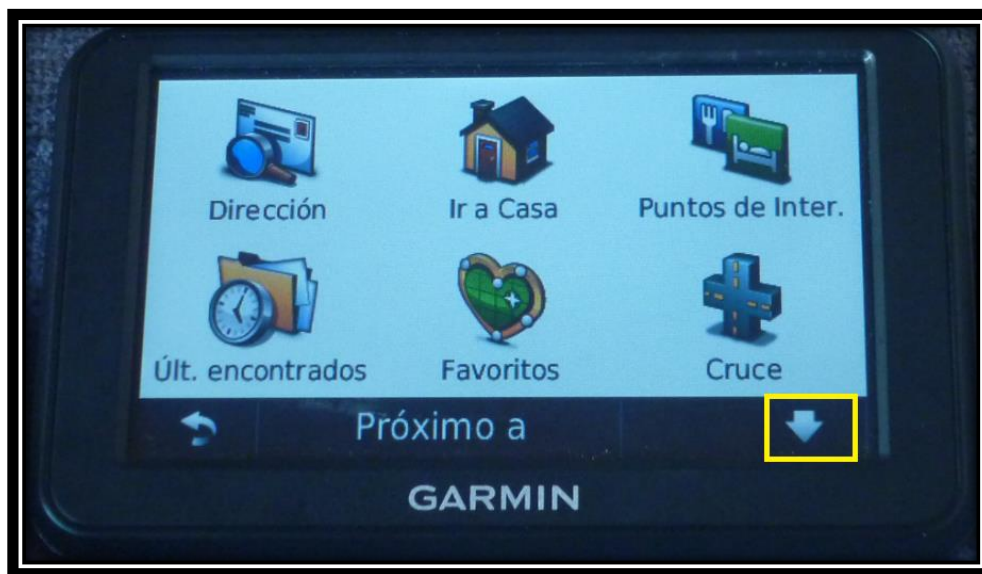 Dirección
Ir a Casa
Puntos de Inter.
Últ. encontrados
Favoritos
Cruce
Próximo a
GARMIN